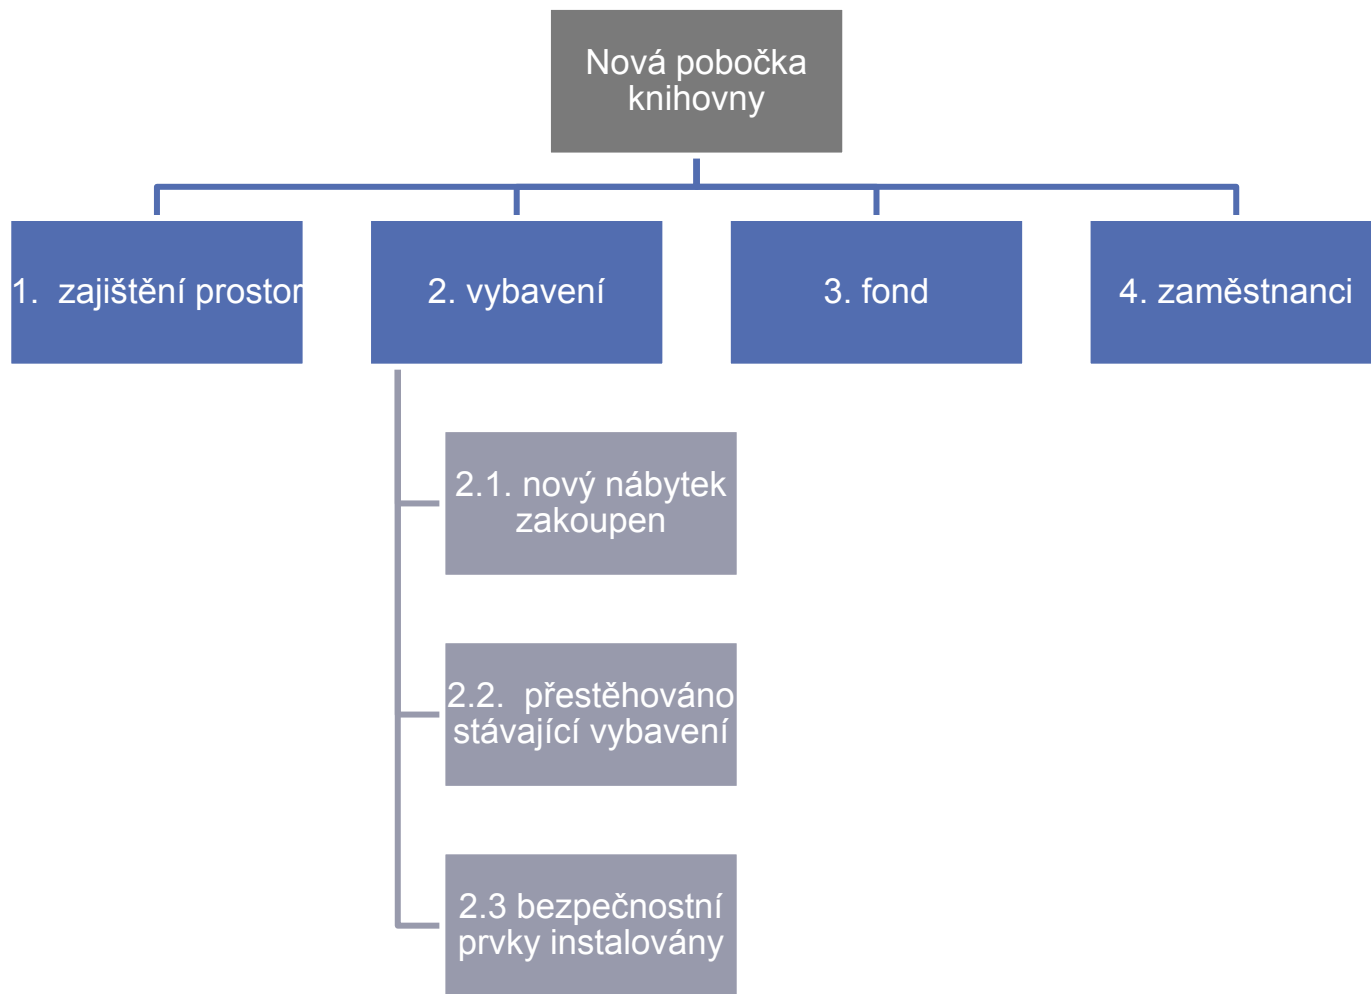 Nová pobočka
knihovny
1.  zajištění prostor
2. vybavení
3. fond
4. zaměstnanci
2.1. nový nábytek
zakoupen
2.2.  přestěhováno
stávající vybavení
2.3 bezpečnostní
prvky instalovány